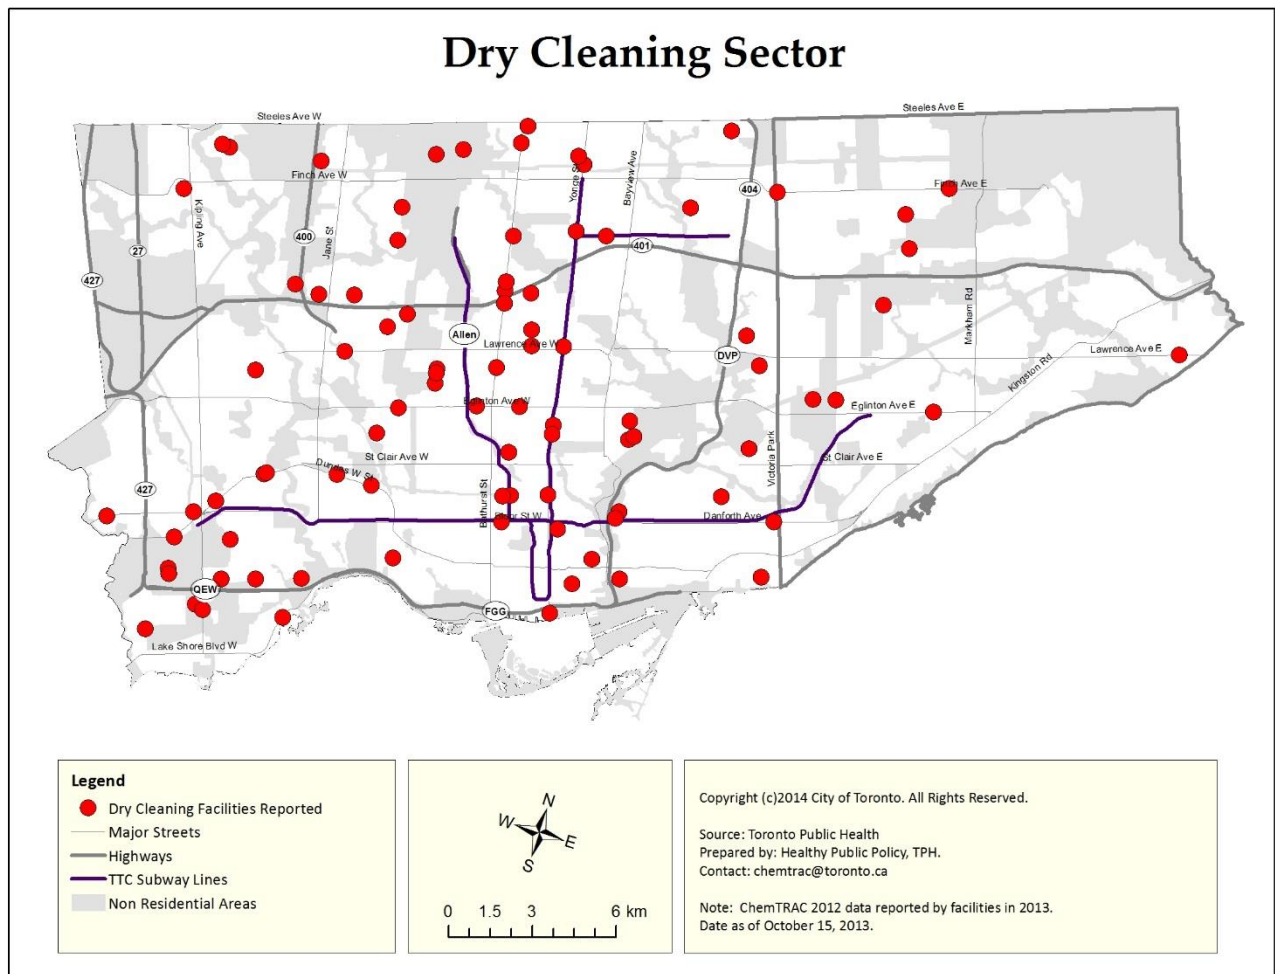 Dry Cleaning Sector
Steeles Ave W
Steeles Ave E
Finch Ave W
Finch Ave E
Yonge St
Bayview Ave
404
Kipling Ave
27
400
Jane St
401
427
Allen
Lawrence Ave W
DVP
Markham Rd
Kingston Rd
Lawrence Ave E
Eglinton Ave W
Eglinton Ave E
St Clair Ave W
Dundas W St
Victoria Park
St Clair Ave E
427
Bathurst St
Bloor St W
Danforth Ave
QEW
FGG
Lake Shore Blvd W
Legend
Dry Cleaning Facilities Reported
Major Streets
Highways
TTC Subway Lines
Non Residential Areas
N
W
E
S
0 1.5 3 6 km
Copyright (c)2014 City of Toronto. All Rights Reserved.
Source: Toronto Public Health
Prepared by: Healthy Public Policy, TPH.
Contact: chemtrac@toronto.ca
Note: ChemTRAC 2012 data reported by facilities in 2013.
Date as of October 15, 2013.